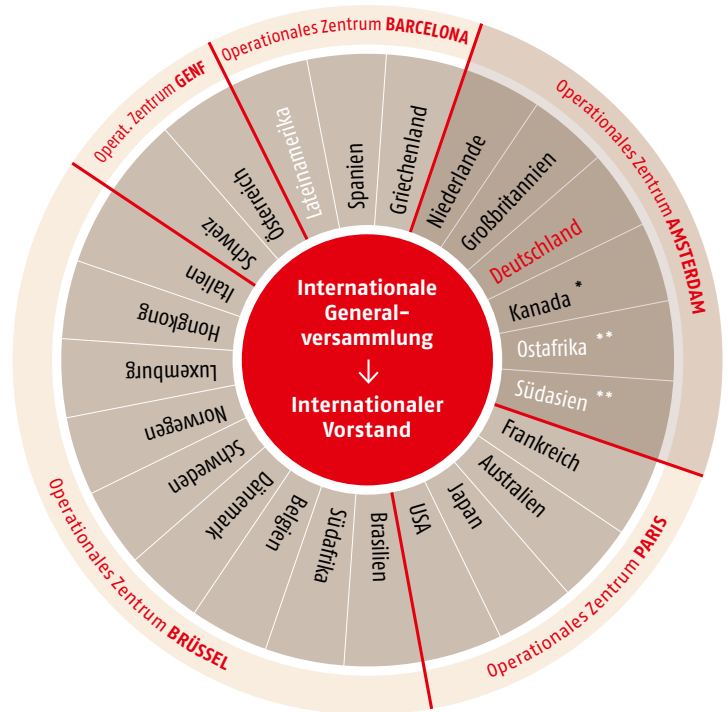 Operationales Zentrum BARCELONA
Lateinamerika
Spanien
Griechenland
Operationales Zentrum AMSTERDAM
Niederlande
Großbritannien
Deutschland
Kanada *
Ostafrika **
Südasien **
Operationales Zentrum PARIS
Frankreich
Australien
Japan
USA
Operationales Zentrum BRÜSSEL
Brasilien
Südafrika
Belgien
Dänemark
Schweden
Norwegen
Luxemburg
Hongkong
Italien
Operat. Zentrum GENF
Schweiz
Österreich
Internationale
General-
versammlung
↓
Internationaler
Vorstand